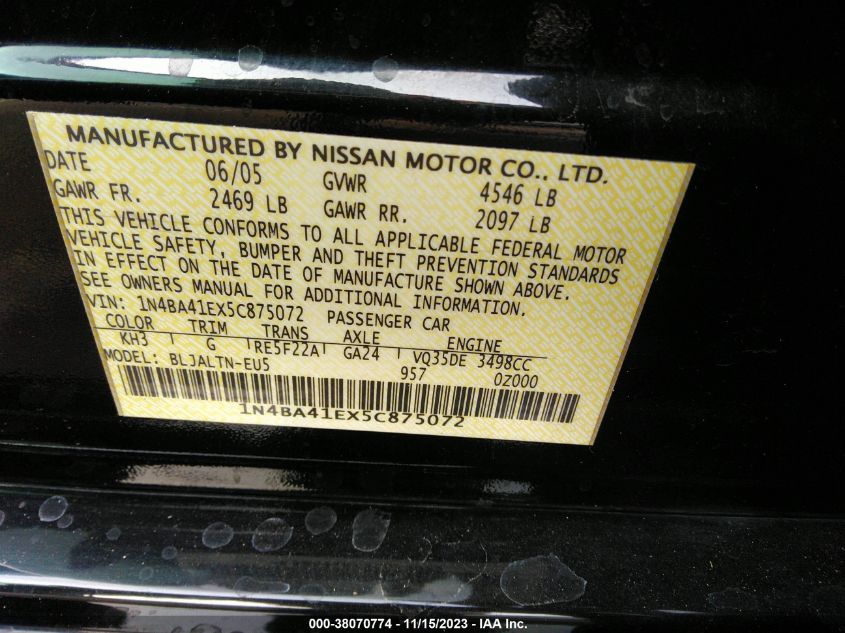 MANUFACTURED BY NISSAN MOTOR CO., LTD.
DATE 06/05 GVWR 4546 LB
GAWR FR. 2469 LB GAWR RR. 2097 LB
THIS VEHICLE CONFORMS TO ALL APPLICABLE FEDERAL MOTOR
VEHICLE SAFETY, BUMPER AND THEFT PREVENTION STANDARDS
IN EFFECT ON THE DATE OF MANUFACTURE SHOWN ABOVE.
SEE OWNERS MANUAL FOR ADDITIONAL INFORMATION.
VIN: 1N4BA41EX5C875072 PASSENGER CAR
COLOR TRIM TRANS AXLE ENGINE
KH3 G RE5F22A GA24 VQ35DE 3498CC
MODEL: BLJALTN-EU5 957 0Z000
1N4BA41EX5C875072
000-38070774 - 11/15/2023 - IAA Inc.